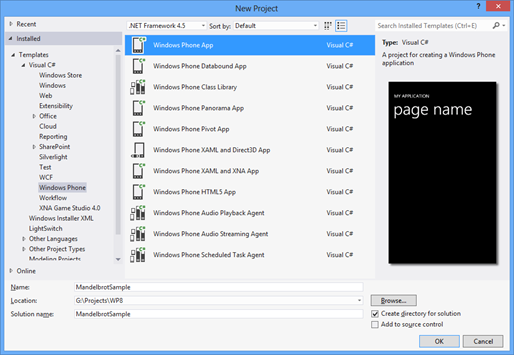 New Project
Recent
.NET Framework 4.5
Sort by:
Default
Search Installed Templates (Ctrl+E)
Installed
Templates
Visual C#
Windows Store
Windows
Web
Extensibility
Office
Cloud
Reporting
SharePoint
Silverlight
Test
WCF
Windows Phone
Workflow
XNA Game Studio 4.0
Windows Installer XML
LightSwitch
Other Languages
Other Project Types
Modeling Projects
Online
Windows Phone App Visual C#
Windows Phone Databound App Visual C#
Windows Phone Class Library Visual C#
Windows Phone Panorama App Visual C#
Windows Phone Pivot App Visual C#
Windows Phone XAML and Direct3D App Visual C#
Windows Phone XAML and XNA App Visual C#
Windows Phone HTML5 App Visual C#
Windows Phone Audio Playback Agent Visual C#
Windows Phone Audio Streaming Agent Visual C#
Windows Phone Scheduled Task Agent Visual C#
Type: Visual C#
A project for creating a Windows Phone
application
MY APPLICATION
page name
Name: MandelbrotSample
Location: G:\Projects\WP8
Browse...
Solution name: MandelbrotSample
Create directory for solution
Add to source control
OK
Cancel